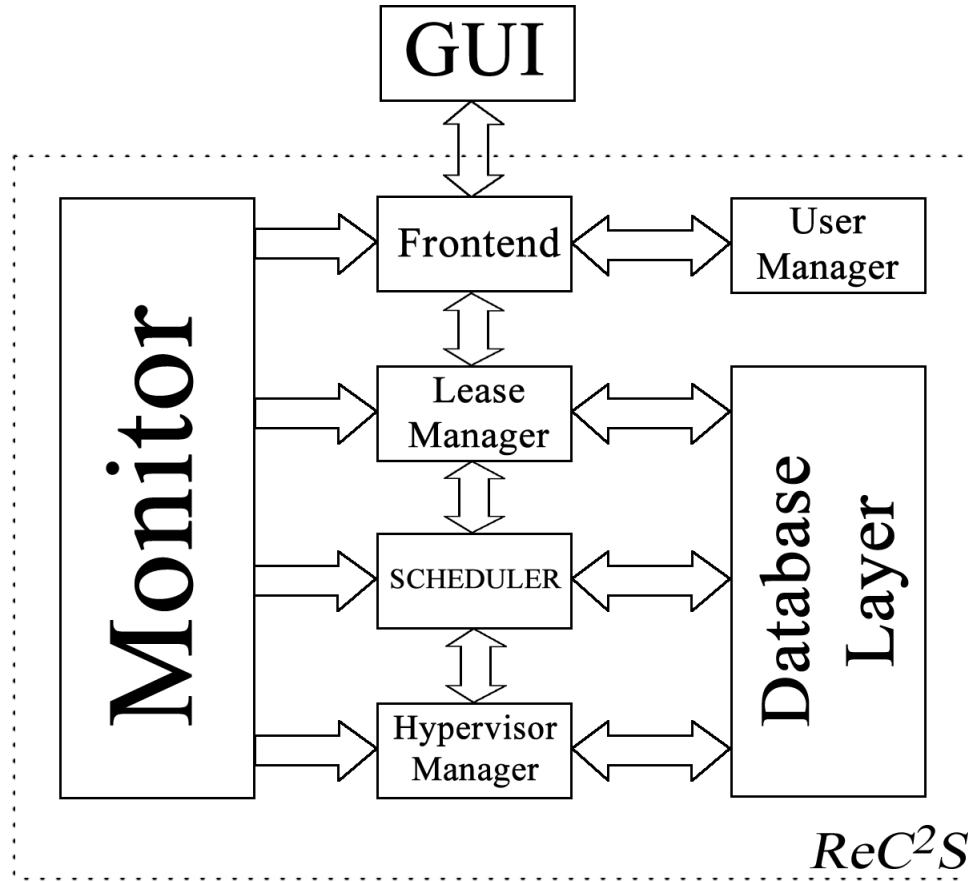 GUI
Monitor
Frontend
User
Manager
Lease
Manager
SCHEDULER
Database
Layer
Hypervisor
Manager
ReC²S